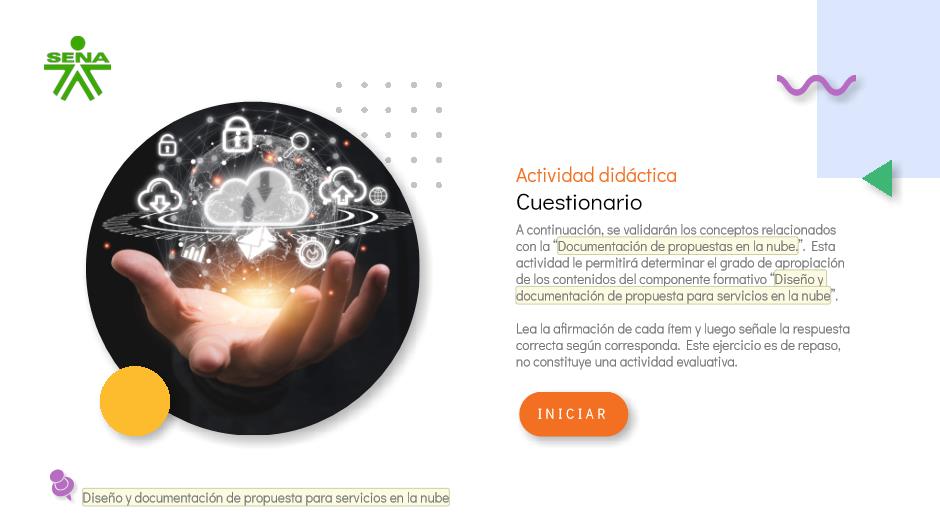 SENA
Actividad didáctica
Cuestionario
A continuación, se validarán los conceptos relacionados
con la “Documentación de propuestas en la nube.”. Esta
actividad le permitirá determinar el grado de apropiación
de los contenidos del componente formativo “Diseño y
documentación de propuesta para servicios en la nube”.
Lea la afirmación de cada ítem y luego señale la respuesta
correcta según corresponda. Este ejercicio es de repaso,
no constituye una actividad evaluativa.
INICIAR
Diseño y documentación de propuesta para servicios en la nube